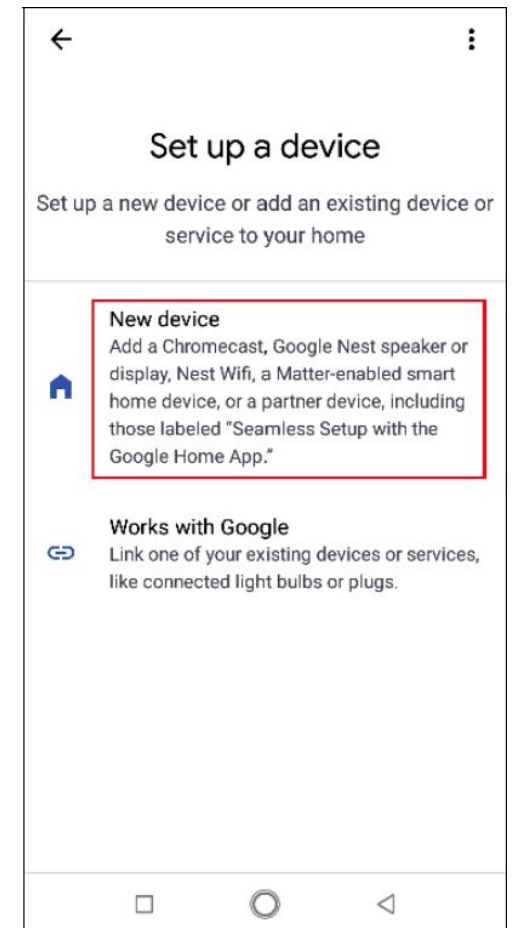 Set up a device
Set up a new device or add an existing device or
service to your home
New device
Add a Chromecast, Google Nest speaker or
display, Nest Wifi, a Matter-enabled smart
home device, or a partner device, including
those labeled “Seamless Setup with the
Google Home App.”
Works with Google
Link one of your existing devices or services,
like connected light bulbs or plugs.